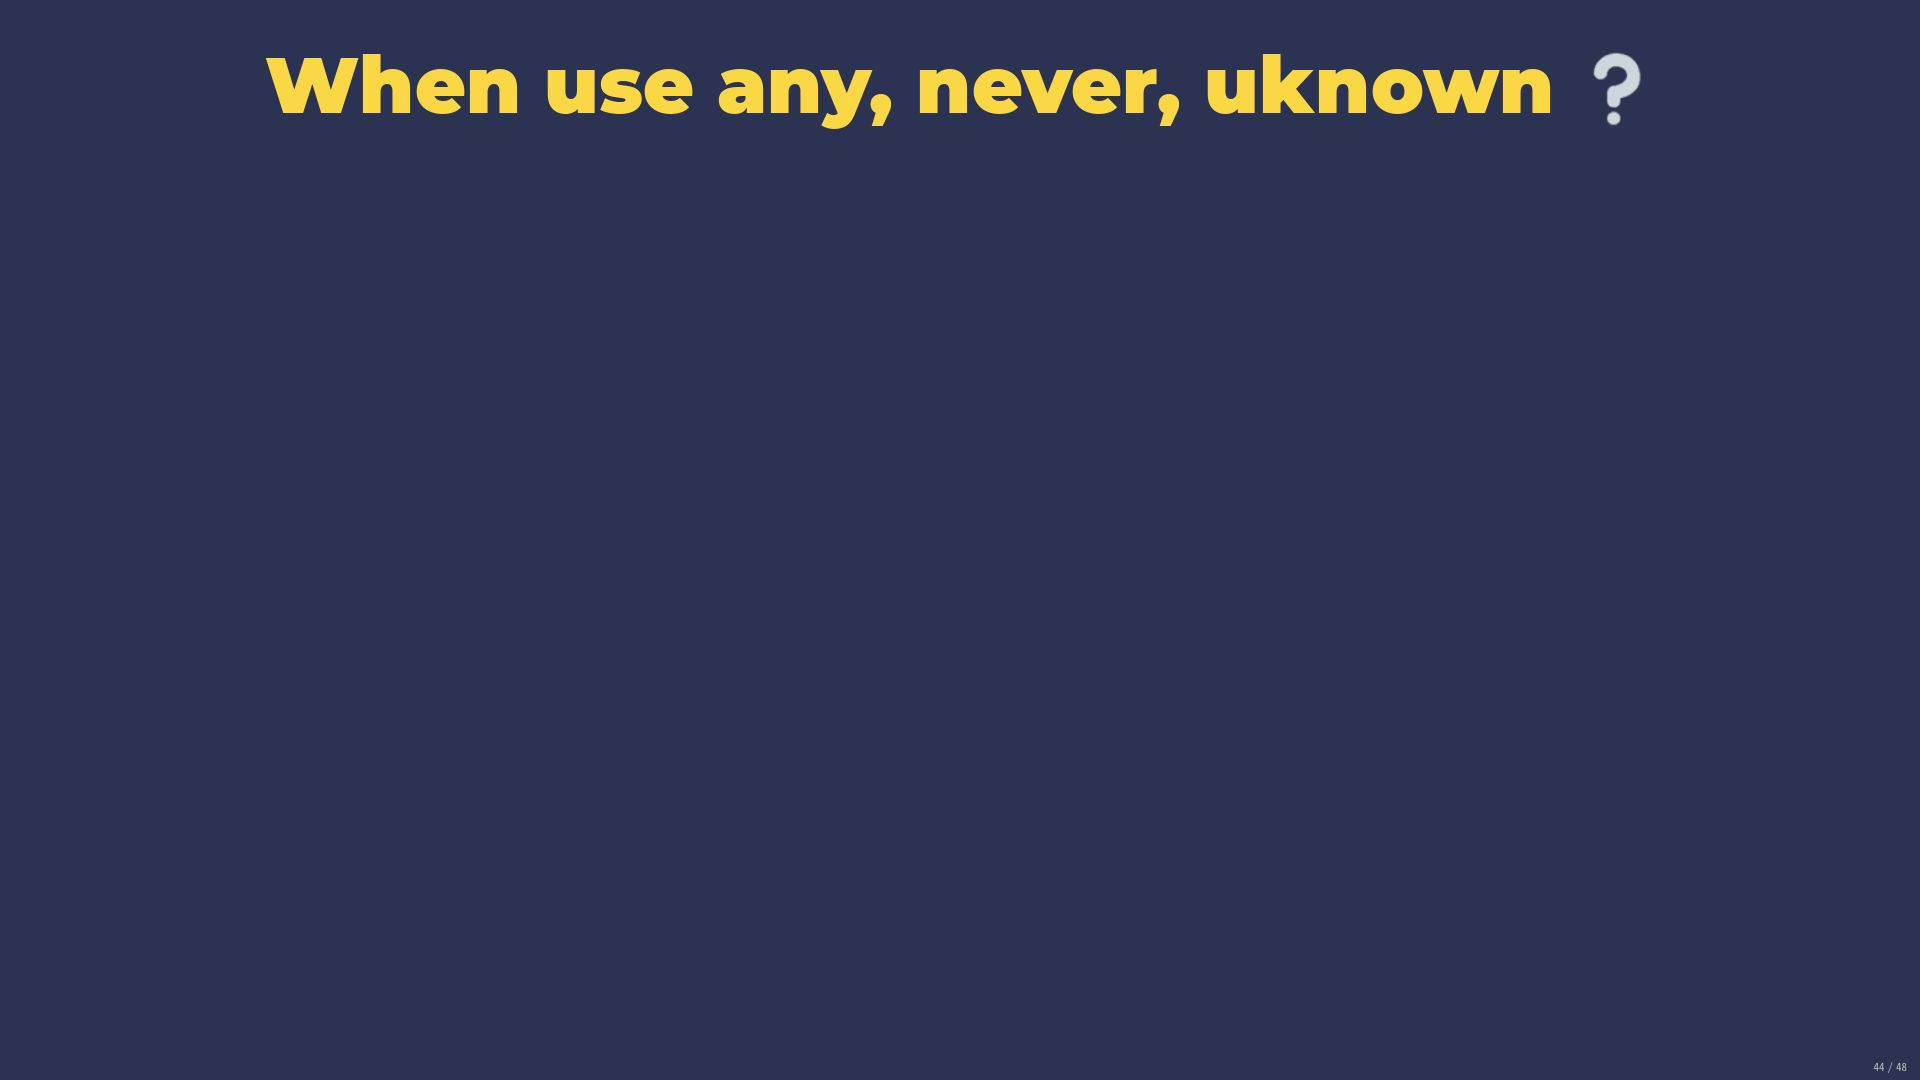 When use any, never, uknown ❔
44 / 48